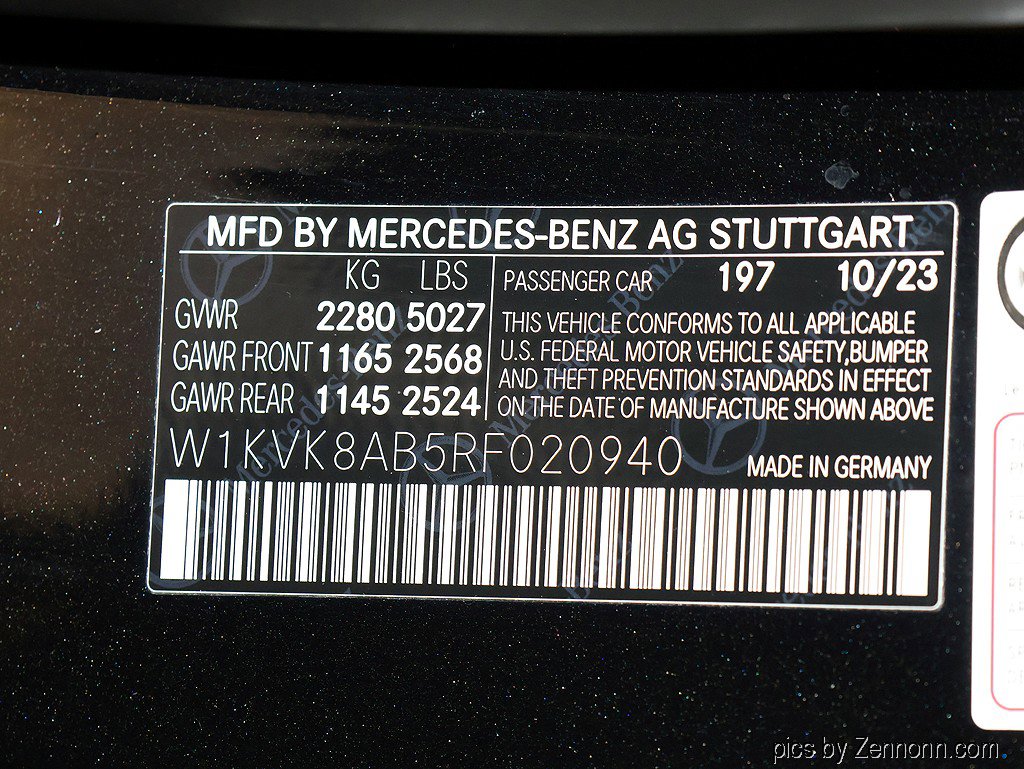 MFD BY MERCEDES-BENZ AG STUTTGART
KG LBS
GVWR 2280 5027
GAWR FRONT 1165 2568
GAWR REAR 1145 2524
PASSENGER CAR 197 10/23
THIS VEHICLE CONFORMS TO ALL APPLICABLE
U.S. FEDERAL MOTOR VEHICLE SAFETY,BUMPER
AND THEFT PREVENTION STANDARDS IN EFFECT
ON THE DATE OF MANUFACTURE SHOWN ABOVE
W1KVK8AB5RF020940
MADE IN GERMANY
pics by Zennonn.com